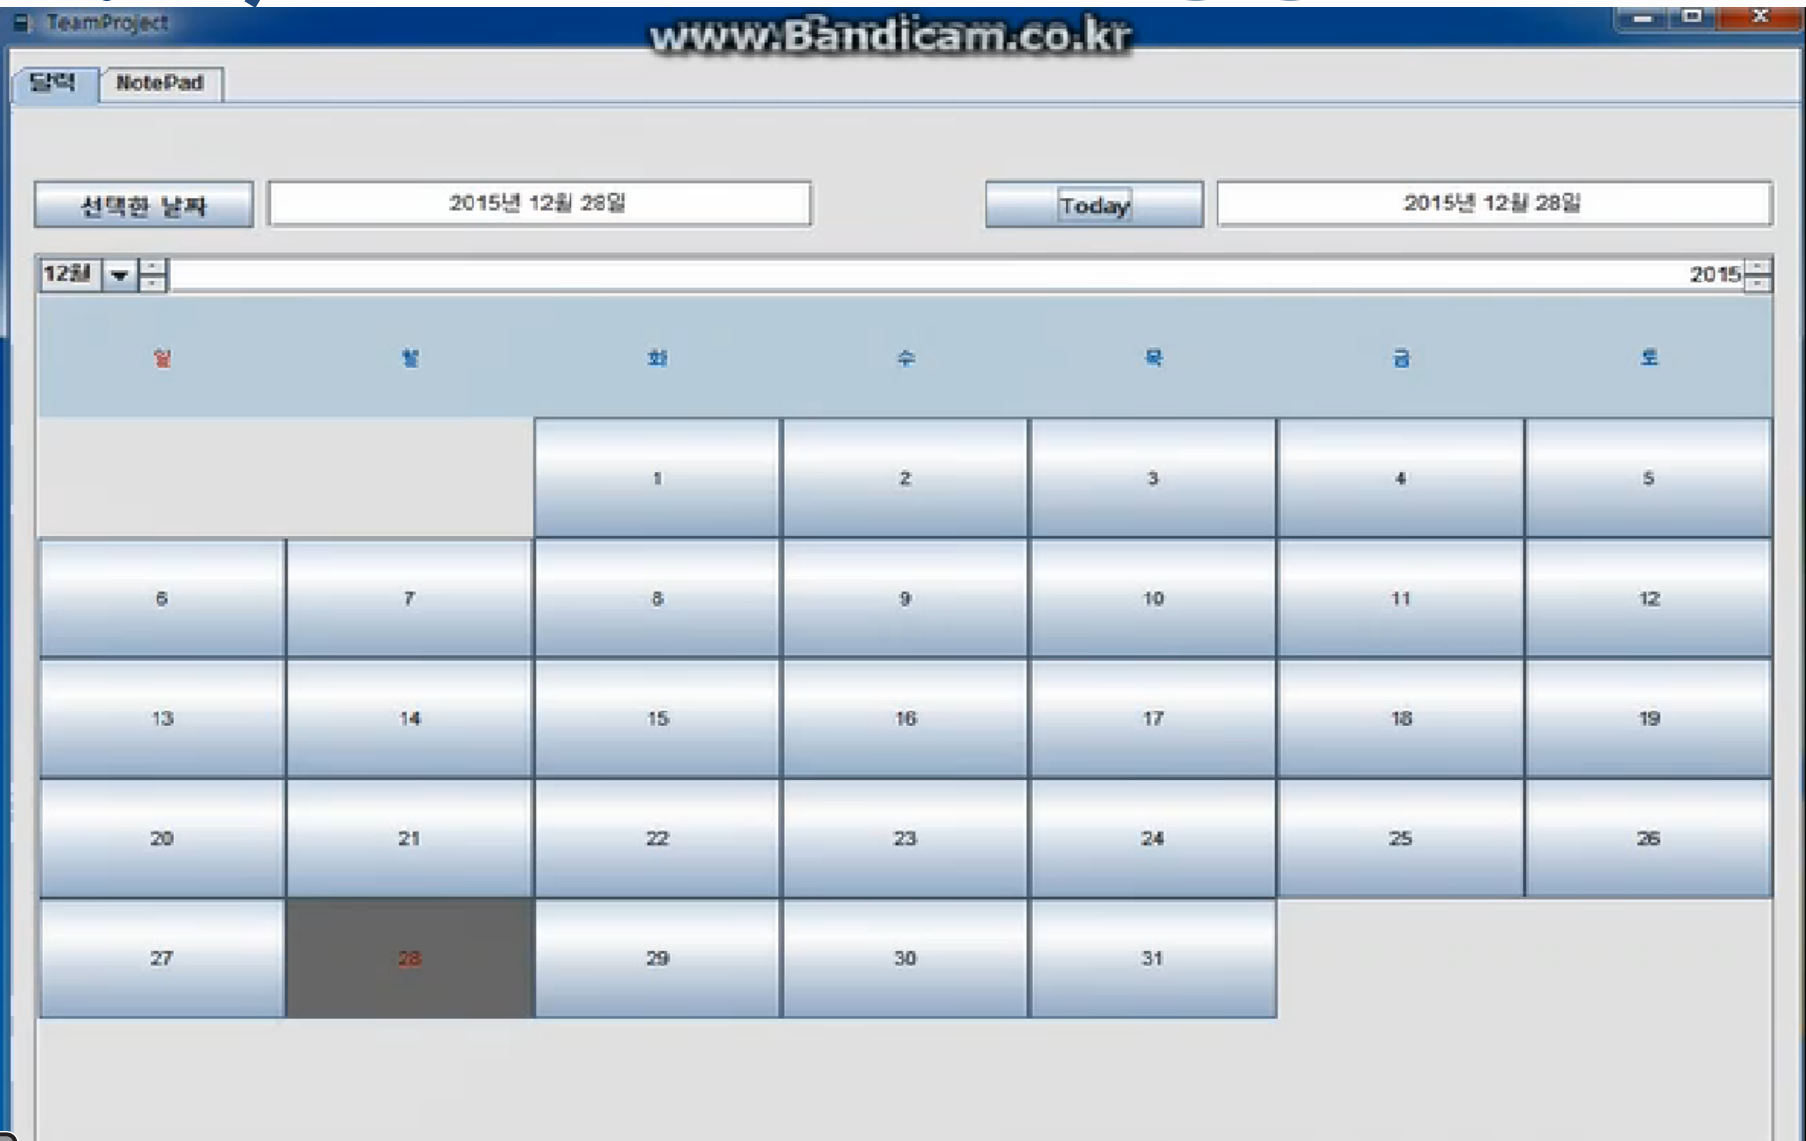 TeamProject
www.Bandicam.co.kr
달력 NotePad
선택한 날짜 2015년 12월 28일 Today 2015년 12월 28일
12월 2015
일 월 화 수 목 금 토
1 2 3 4 5
6 7 8 9 10 11 12
13 14 15 16 17 18 19
20 21 22 23 24 25 26
27 28 29 30 31